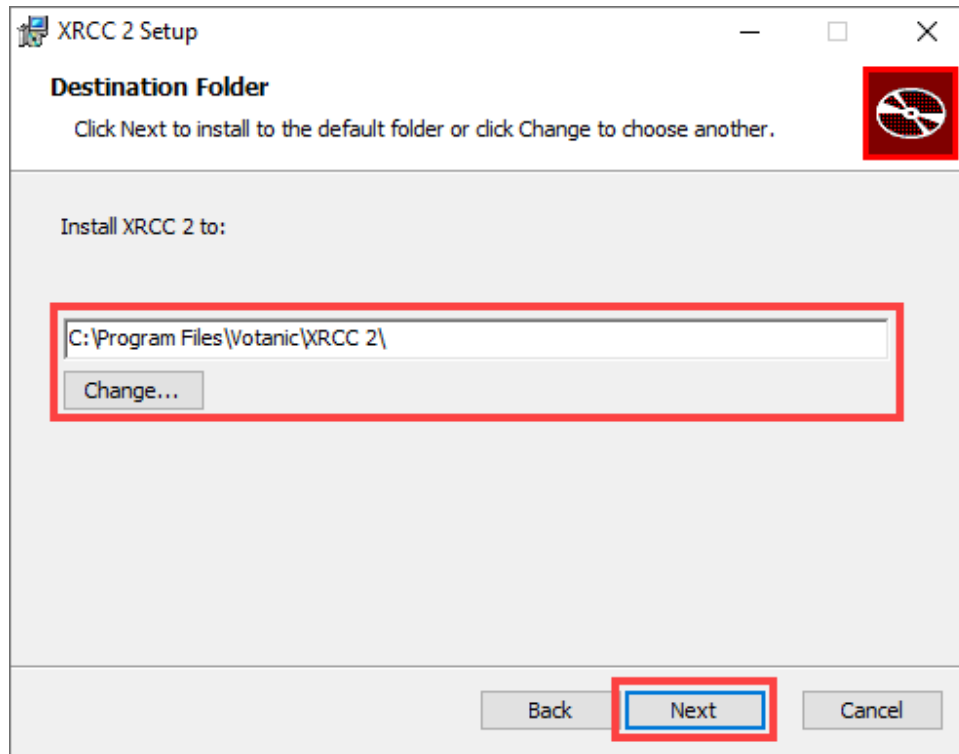 XRCC 2 Setup
Destination Folder
Click Next to install to the default folder or click Change to choose another.
Install XRCC 2 to:
C:\Program Files\Votanic\XRCC 2\
Change...
Back Next Cancel